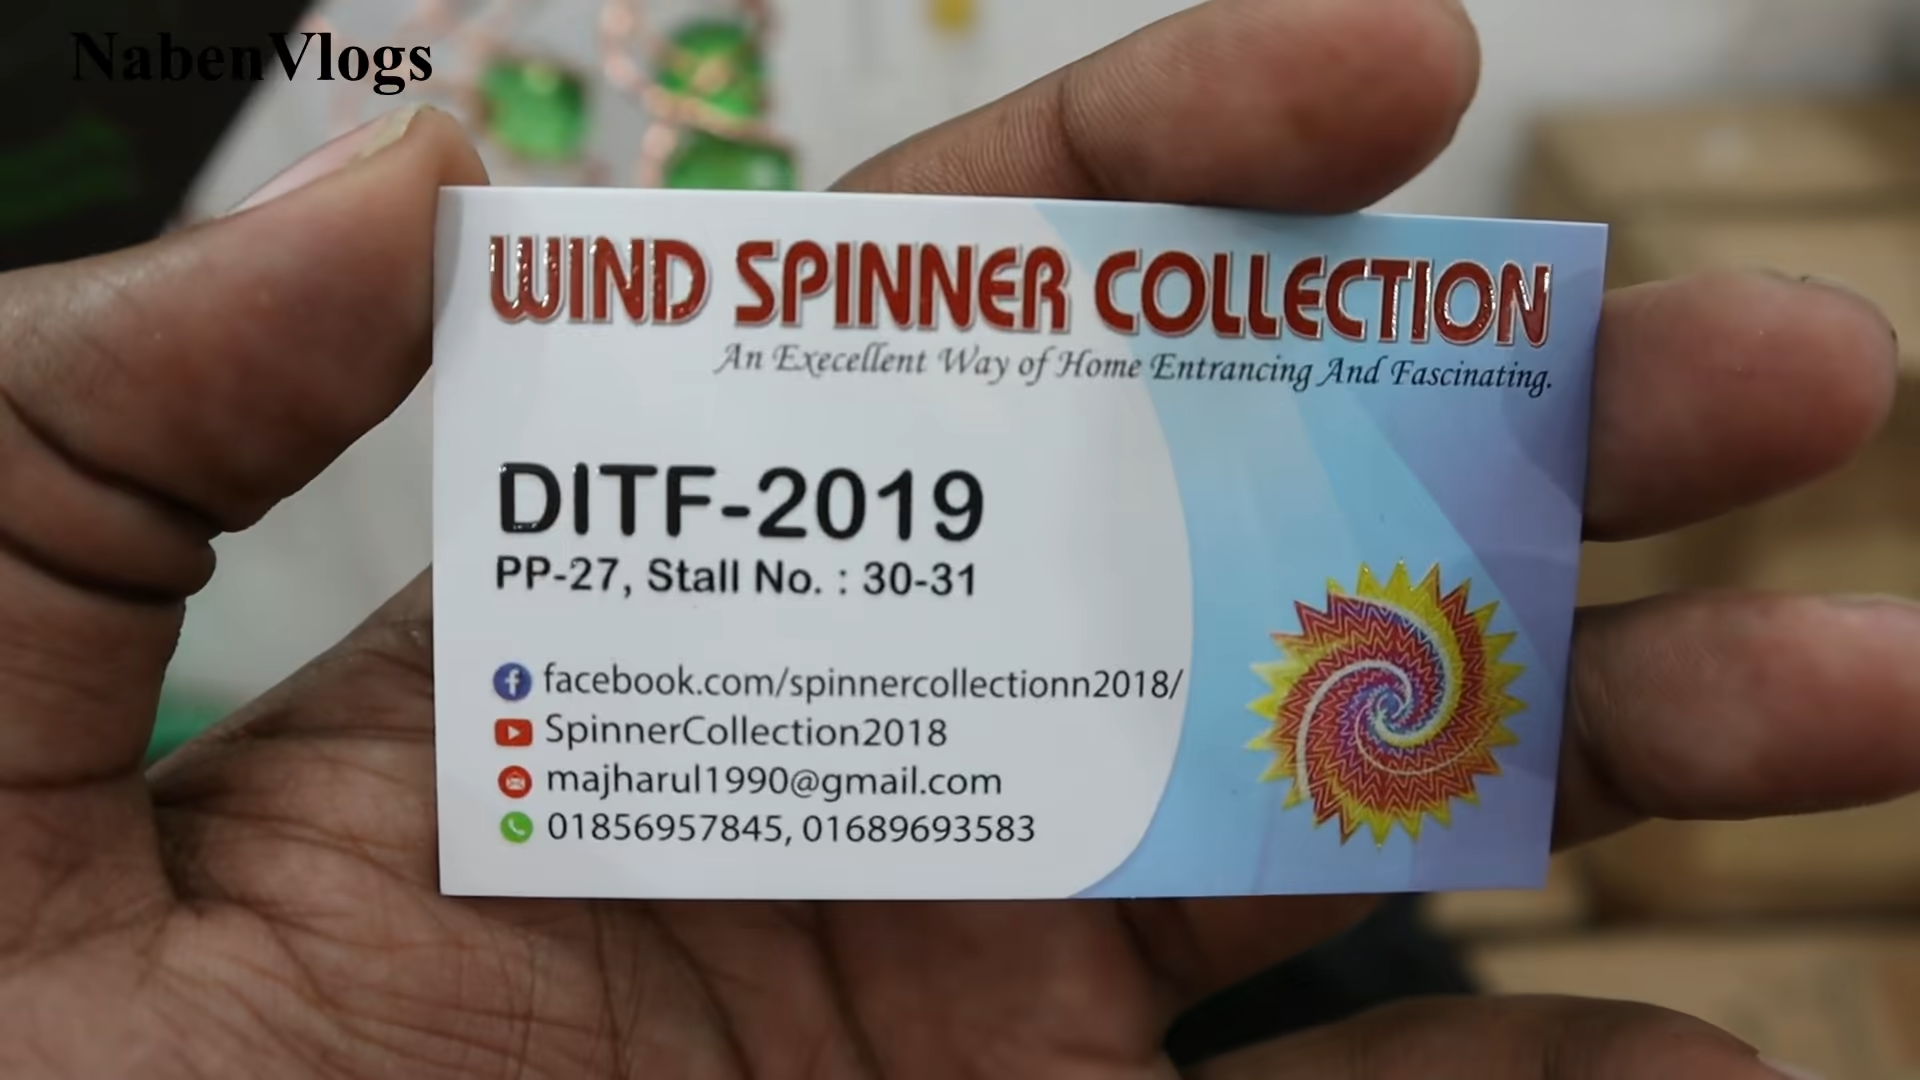 NabenVlogs
WIND SPINNER COLLECTION
An Execellent Way of Home Entrancing And Fascinating.
DITF-2019
PP-27, Stall No. : 30-31
facebook.com/spinnercollectionn2018/
SpinnerCollection2018
majharul1990@gmail.com
01856957845, 01689693583